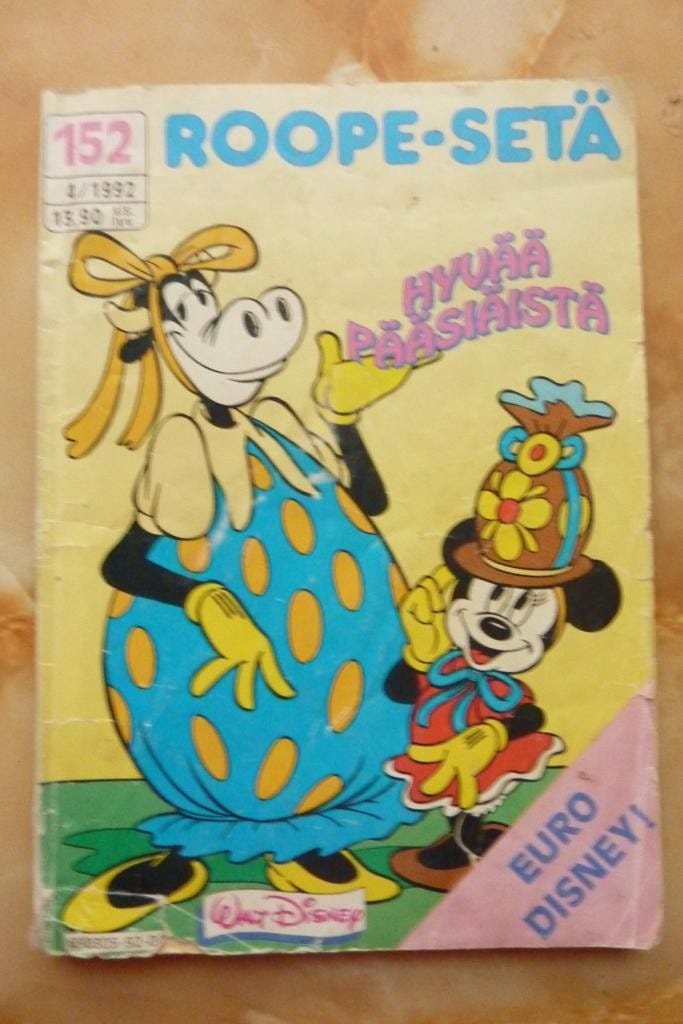 152
ROOPE-SETÄ
4/1992
13,90
HYVÄÄ
PÄÄSIÄISTÄ
EURO
DISNEY!
WALT DISNEY